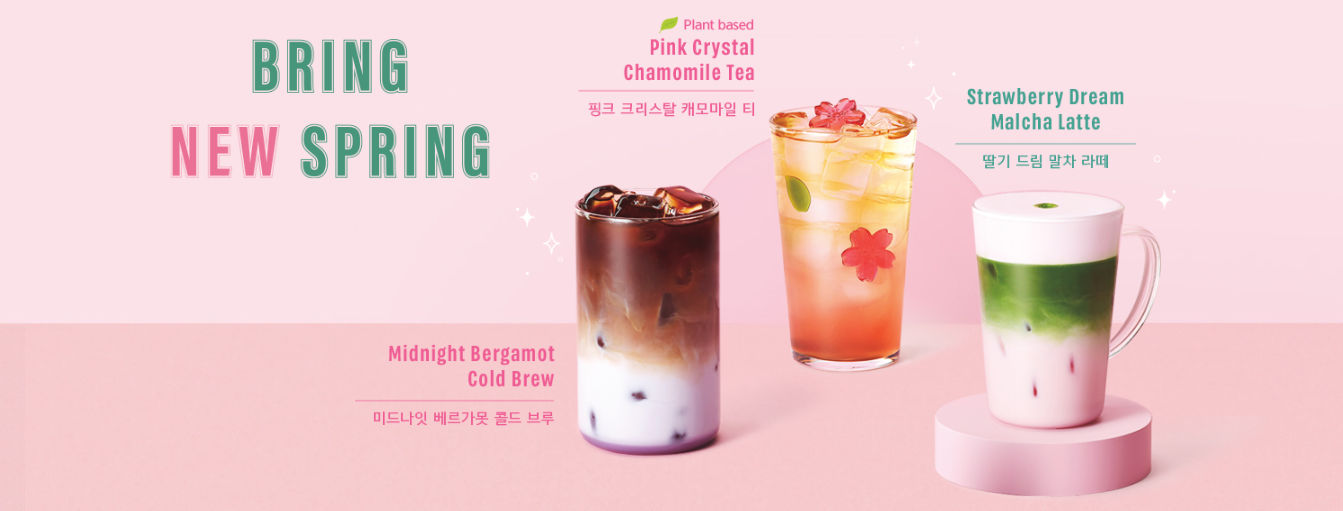 BRING
NEW SPRING
Plant based
Pink Crystal
Chamomile Tea
핑크 크리스탈 캐모마일 티
Strawberry Dream
Malcha Latte
딸기 드림 말차 라떼
Midnight Bergamot
Cold Brew
미드나잇 베르가못 콜드 브루